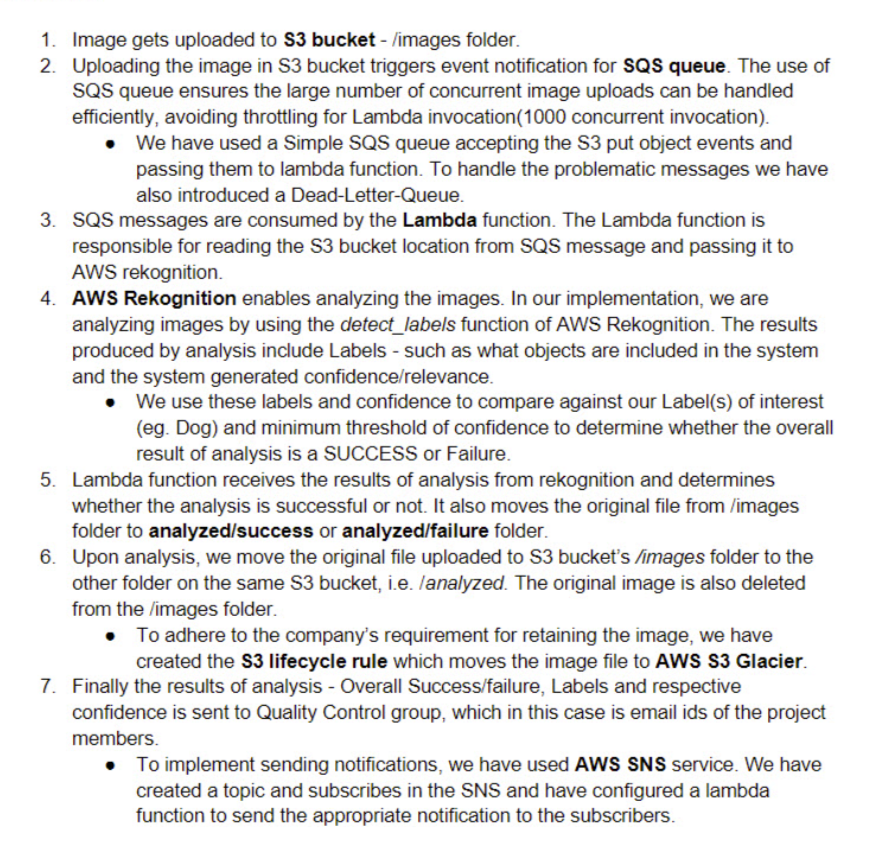 1. Image gets uploaded to S3 bucket - /images folder.
2. Uploading the image in S3 bucket triggers event notification for SQS queue. The use of
SQS queue ensures the large number of concurrent image uploads can be handled
efficiently, avoiding throttling for Lambda invocation(1000 concurrent invocation).
● We have used a Simple SQS queue accepting the S3 put object events and
passing them to lambda function. To handle the problematic messages we have
also introduced a Dead-Letter-Queue.
3. SQS messages are consumed by the Lambda function. The Lambda function is
responsible for reading the S3 bucket location from SQS message and passing it to
AWS rekognition.
4. AWS Rekognition enables analyzing the images. In our implementation, we are
analyzing images by using the detect_labels function of AWS Rekognition. The results
produced by analysis include Labels - such as what objects are included in the system
and the system generated confidence/relevance.
● We use these labels and confidence to compare against our Label(s) of interest
(eg. Dog) and minimum threshold of confidence to determine whether the overall
result of analysis is a SUCCESS or Failure.
5. Lambda function receives the results of analysis from rekognition and determines
whether the analysis is successful or not. It also moves the original file from /images
folder to analyzed/success or analyzed/failure folder.
6. Upon analysis, we move the original file uploaded to S3 bucket's /images folder to the
other folder on the same S3 bucket, i.e. /analyzed. The original image is also deleted
from the /images folder.
● To adhere to the company's requirement for retaining the image, we have
created the S3 lifecycle rule which moves the image file to AWS S3 Glacier.
7. Finally the results of analysis - Overall Success/failure, Labels and respective
confidence is sent to Quality Control group, which in this case is email ids of the project
members.
● To implement sending notifications, we have used AWS SNS service. We have
created a topic and subscribes in the SNS and have configured a lambda
function to send the appropriate notification to the subscribers.